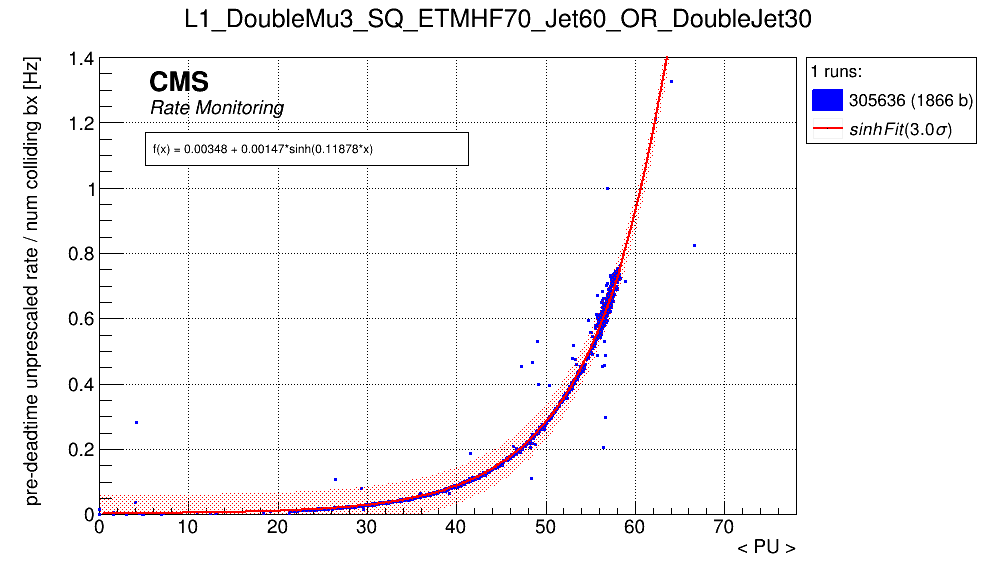 L1_DoubleMu3_SQ_ETMHF70_Jet60_OR_DoubleJet30
pre-deadtime unprescaled rate / num colliding bx [Hz]
1.4
1.2
1
0.8
0.6
0.4
0.2
0
CMS
Rate Monitoring
f(x) = 0.00348 + 0.00147*sinh(0.11878*x)
0 10 20 30 40 50 60 70
< PU >
1 runs:
305636 (1866 b)
sinhFit(3.0σ)